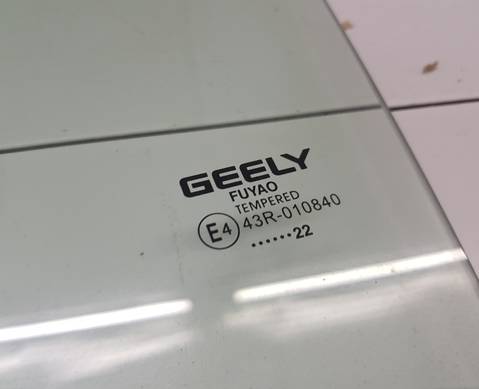 GEELY
FUYAO
TEMPERED
E4 43R-010840
......22